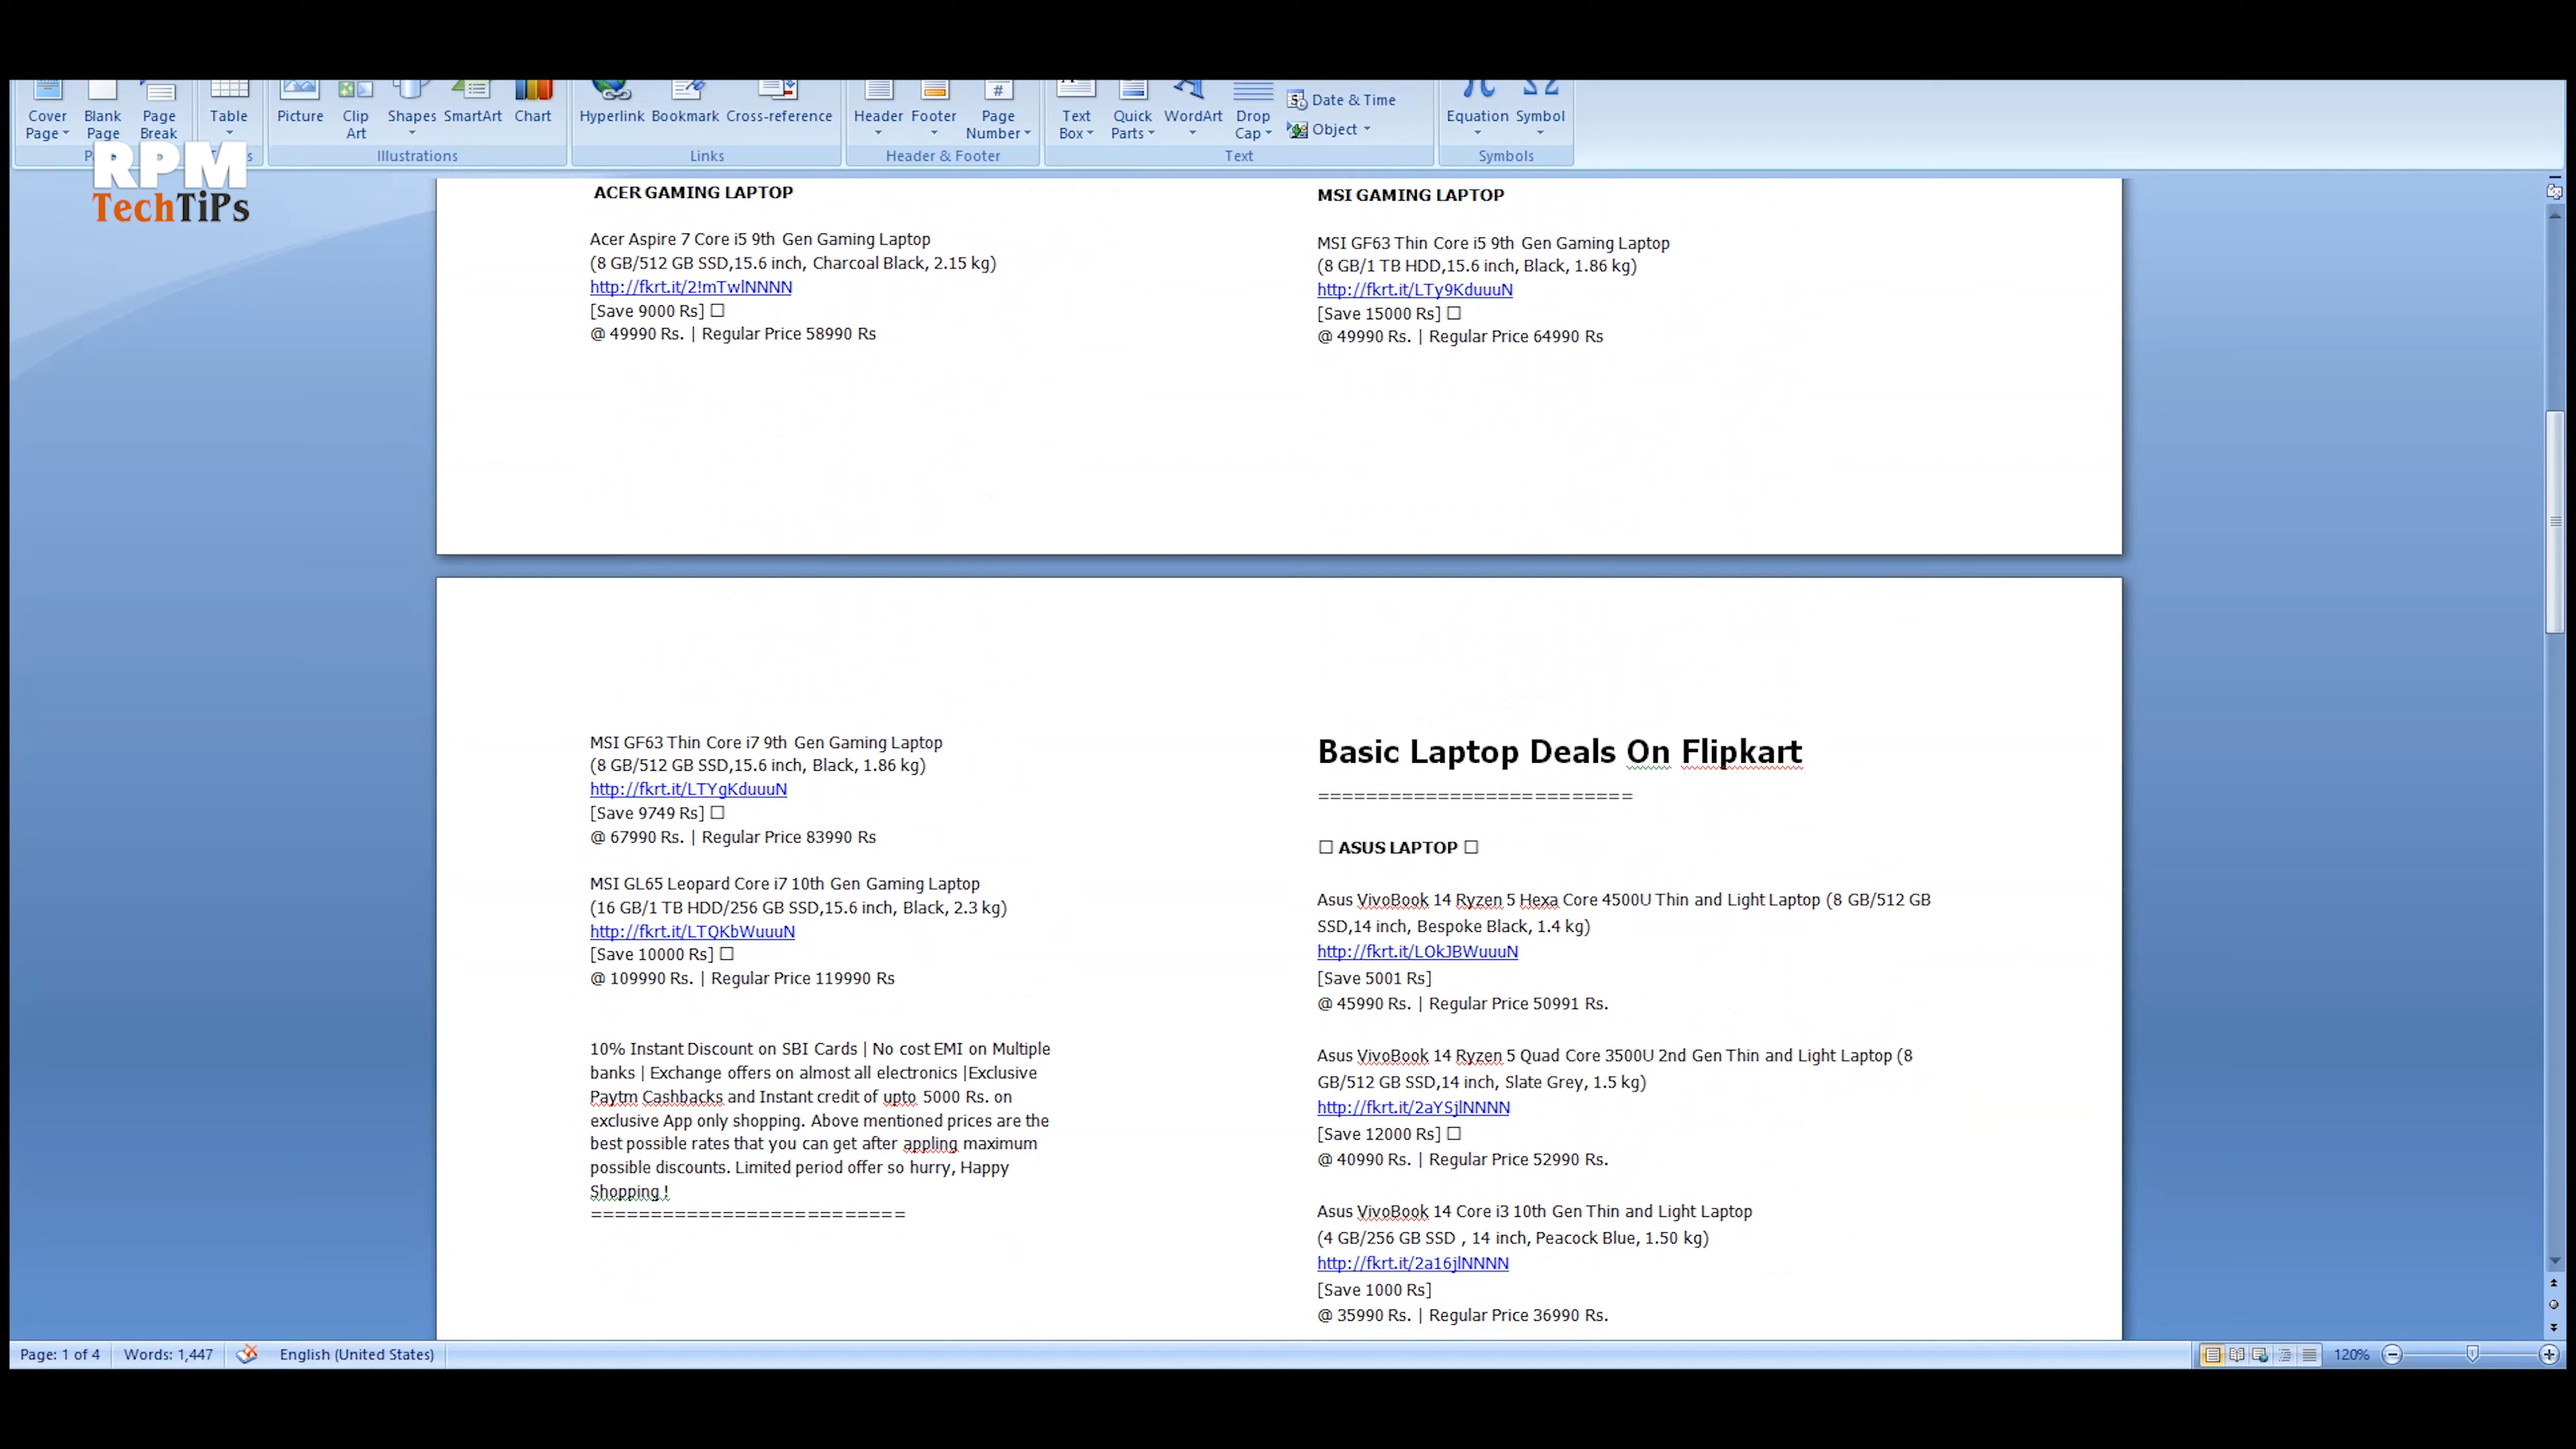 Cover Page
Blank Page
Page Break
Table
Picture
Clip Art
Shapes
SmartArt
Chart
Hyperlink
Bookmark
Cross-reference
Header
Footer
Page Number
Text Box
Quick Parts
WordArt
Drop Cap
Date & Time
Object
Equation
Symbol
Illustrations
Links
Header & Footer
Text
Symbols
RPM
TechTiPs
ACER GAMING LAPTOP
Acer Aspire 7 Core i5 9th Gen Gaming Laptop
(8 GB/512 GB SSD,15.6 inch, Charcoal Black, 2.15 kg)
http://fkrt.it/2!mTwlNNNN
[Save 9000 Rs] ☐
@ 49990 Rs. | Regular Price 58990 Rs
MSI GAMING LAPTOP
MSI GF63 Thin Core i5 9th Gen Gaming Laptop
(8 GB/1 TB HDD,15.6 inch, Black, 1.86 kg)
http://fkrt.it/LTy9KduuuN
[Save 15000 Rs] ☐
@ 49990 Rs. | Regular Price 64990 Rs
MSI GF63 Thin Core i7 9th Gen Gaming Laptop
(8 GB/512 GB SSD,15.6 inch, Black, 1.86 kg)
http://fkrt.it/LTYgKduuuN
[Save 9749 Rs] ☐
@ 67990 Rs. | Regular Price 83990 Rs
MSI GL65 Leopard Core i7 10th Gen Gaming Laptop
(16 GB/1 TB HDD/256 GB SSD,15.6 inch, Black, 2.3 kg)
http://fkrt.it/LTQKbWuuuN
[Save 10000 Rs] ☐
@ 109990 Rs. | Regular Price 119990 Rs
10% Instant Discount on SBI Cards | No cost EMI on Multiple
banks | Exchange offers on almost all electronics |Exclusive
Paytm Cashbacks and Instant credit of upto 5000 Rs. on
exclusive App only shopping. Above mentioned prices are the
best possible rates that you can get after appling maximum
possible discounts. Limited period offer so hurry, Happy
Shopping !
==========================
Basic Laptop Deals On Flipkart
==========================
☐ ASUS LAPTOP ☐
Asus VivoBook 14 Ryzen 5 Hexa Core 4500U Thin and Light Laptop (8 GB/512 GB
SSD,14 inch, Bespoke Black, 1.4 kg)
http://fkrt.it/LOkJBWuuuN
[Save 5001 Rs]
@ 45990 Rs. | Regular Price 50991 Rs.
Asus VivoBook 14 Ryzen 5 Quad Core 3500U 2nd Gen Thin and Light Laptop (8
GB/512 GB SSD,14 inch, Slate Grey, 1.5 kg)
http://fkrt.it/2aYSjlNNNN
[Save 12000 Rs] ☐
@ 40990 Rs. | Regular Price 52990 Rs.
Asus VivoBook 14 Core i3 10th Gen Thin and Light Laptop
(4 GB/256 GB SSD , 14 inch, Peacock Blue, 1.50 kg)
http://fkrt.it/2a16jlNNNN
[Save 1000 Rs]
@ 35990 Rs. | Regular Price 36990 Rs.
Page: 1 of 4
Words: 1,447
English (United States)
120%